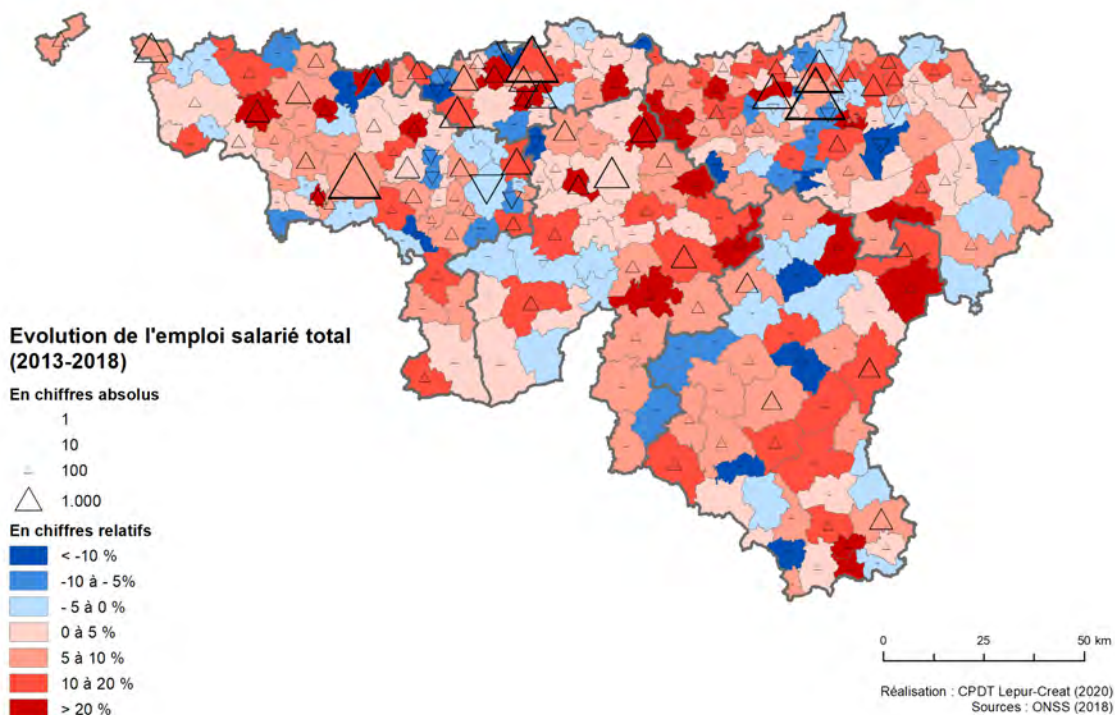 Evolution de l'emploi salarié total
(2013-2018)
En chiffres absolus
1
10
100
1.000
En chiffres relatifs
< -10 %
-10 à - 5%
- 5 à 0 %
0 à 5 %
5 à 10 %
10 à 20 %
> 20 %
0 25 50 km
Réalisation : CPDT Lepur-Creat (2020)
Sources : ONSS (2018)